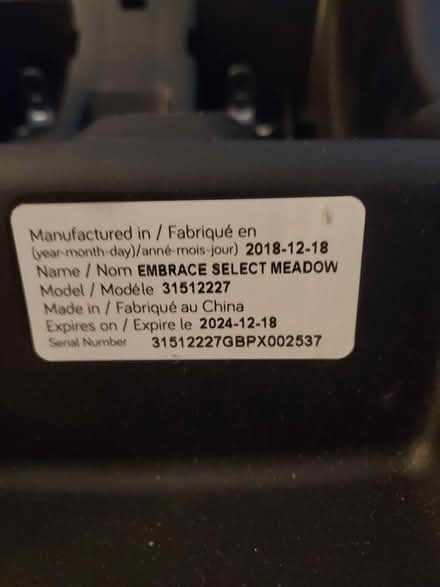 Manufactured in / Fabriqué en
(year-month-day)/anné-mois-jour) 2018-12-18
Name / Nom EMBRACE SELECT MEADOW
Model / Modéle 31512227
Made in / Fabriqué au China
Expires on / Expire le 2024-12-18
Serial Number 31512227GBPX002537